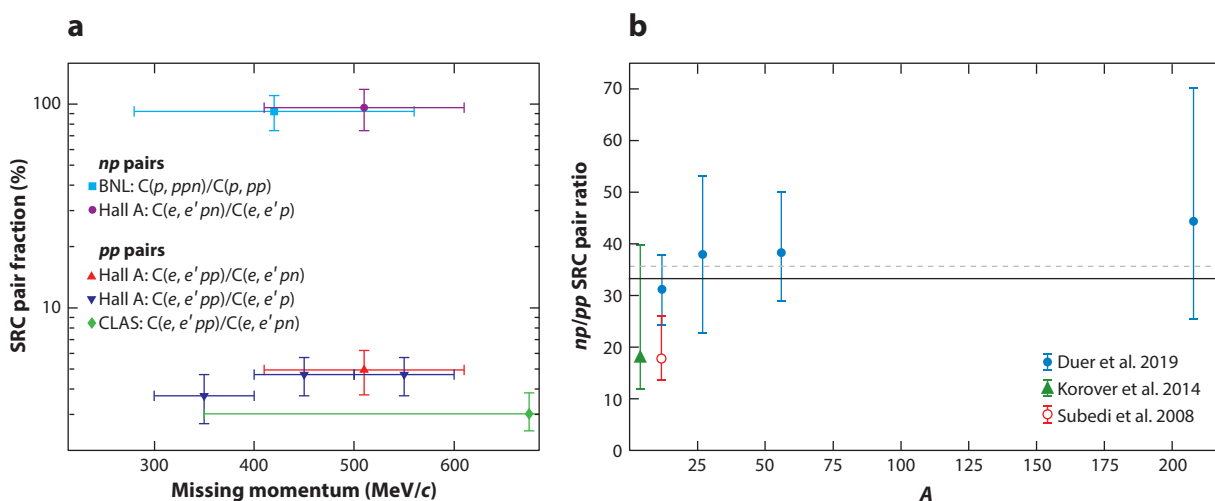 a
SRC pair fraction (%)
100
10
np pairs
BNL: C(p, ppn)/C(p, pp)
Hall A: C(e, e′ pn)/C(e, e′ p)
pp pairs
Hall A: C(e, e′ pp)/C(e, e′ pn)
Hall A: C(e, e′ pp)/C(e, e′ p)
CLAS: C(e, e′ pp)/C(e, e′ pn)
300 400 500 600
Missing momentum (MeV/c)
b
np/pp SRC pair ratio
70
60
50
40
30
20
10
0
Duer et al. 2019
Korover et al. 2014
Subedi et al. 2008
25 50 75 100 125 150 175 200
A